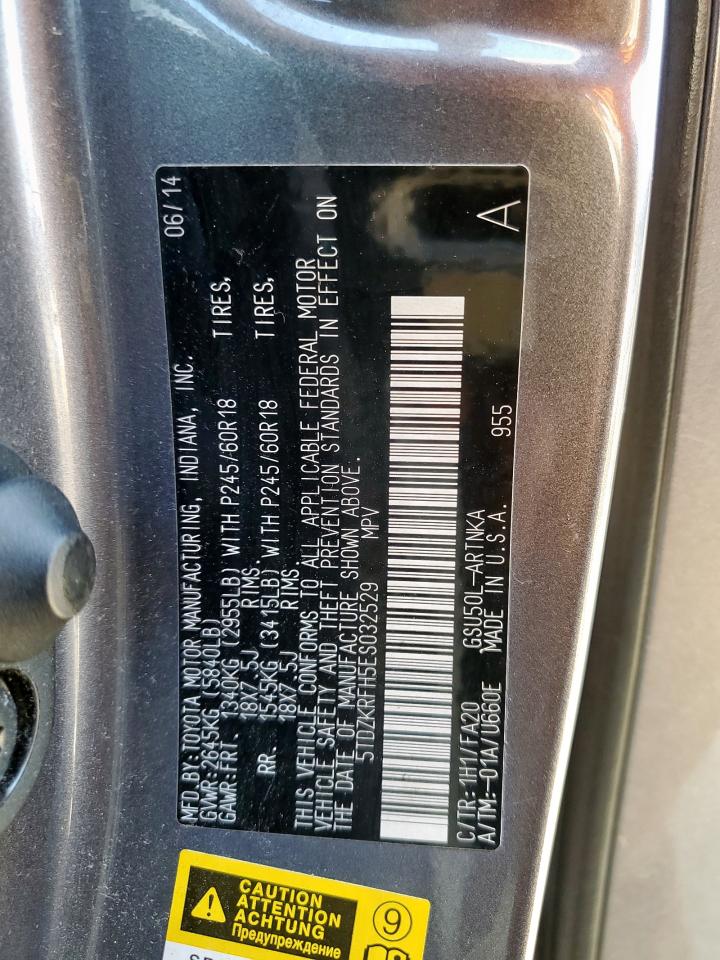 MFD.BY:TOYOTA MOTOR MANUFACTURING, INDIANA, INC. 06/14
GVWR:2645KG (5840LB)
GAWR:FRT. 1340KG (2955LB) WITH P245/60R18 TIRES,
18X7.5J RIMS
RR. 1545KG (3415LB) WITH P245/60R18 TIRES,
18X7.5J RIMS
THIS VEHICLE CONFORMS TO ALL APPLICABLE FEDERAL MOTOR
VEHICLE SAFETY AND THEFT PREVENTION STANDARDS IN EFFECT ON
THE DATE OF MANUFACTURE SHOWN ABOVE.
5TDZKRFH5ES032529 MPV
C/TR:1H1/FA20 GSU50L-ARTNKA
A/TM:-01A/U660E MADE IN U.S.A. 955 A
CAUTION
ATTENTION
ACHTUNG
Предупреждение
9